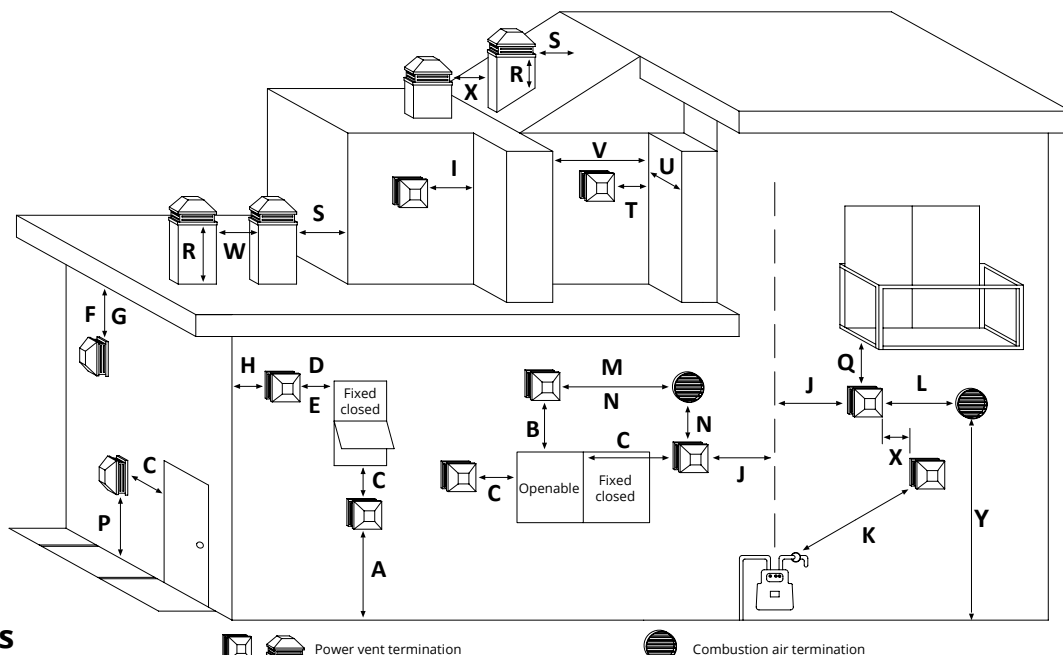 S
R
X
V
I
U
T
S
R
W
F
G
H
D
E
Fixed
closed
M
N
Q
J
L
B
N
C
C
C
C
Openable
Fixed
closed
J
X
P
A
K
Y
s
Power vent termination
Combustion air termination